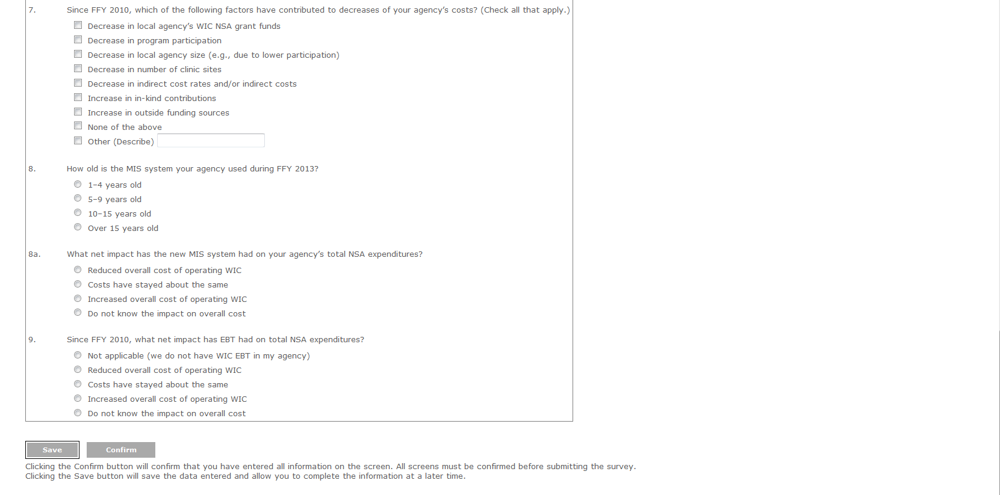 7. Since FFY 2010, which of the following factors have contributed to decreases of your agency’s costs? (Check all that apply.)
Decrease in local agency’s WIC NSA grant funds
Decrease in program participation
Decrease in local agency size (e.g., due to lower participation)
Decrease in number of clinic sites
Decrease in indirect cost rates and/or indirect costs
Increase in in-kind contributions
Increase in outside funding sources
None of the above
Other (Describe)
8. How old is the MIS system your agency used during FFY 2013?
1–4 years old
5–9 years old
10–15 years old
Over 15 years old
8a. What net impact has the new MIS system had on your agency’s total NSA expenditures?
Reduced overall cost of operating WIC
Costs have stayed about the same
Increased overall cost of operating WIC
Do not know the impact on overall cost
9. Since FFY 2010, what net impact has EBT had on total NSA expenditures?
Not applicable (we do not have WIC EBT in my agency)
Reduced overall cost of operating WIC
Costs have stayed about the same
Increased overall cost of operating WIC
Do not know the impact on overall cost
Save Confirm
Clicking the Confirm button will confirm that you have entered all information on the screen. All screens must be confirmed before submitting the survey.
Clicking the Save button will save the data entered and allow you to complete the information at a later time.